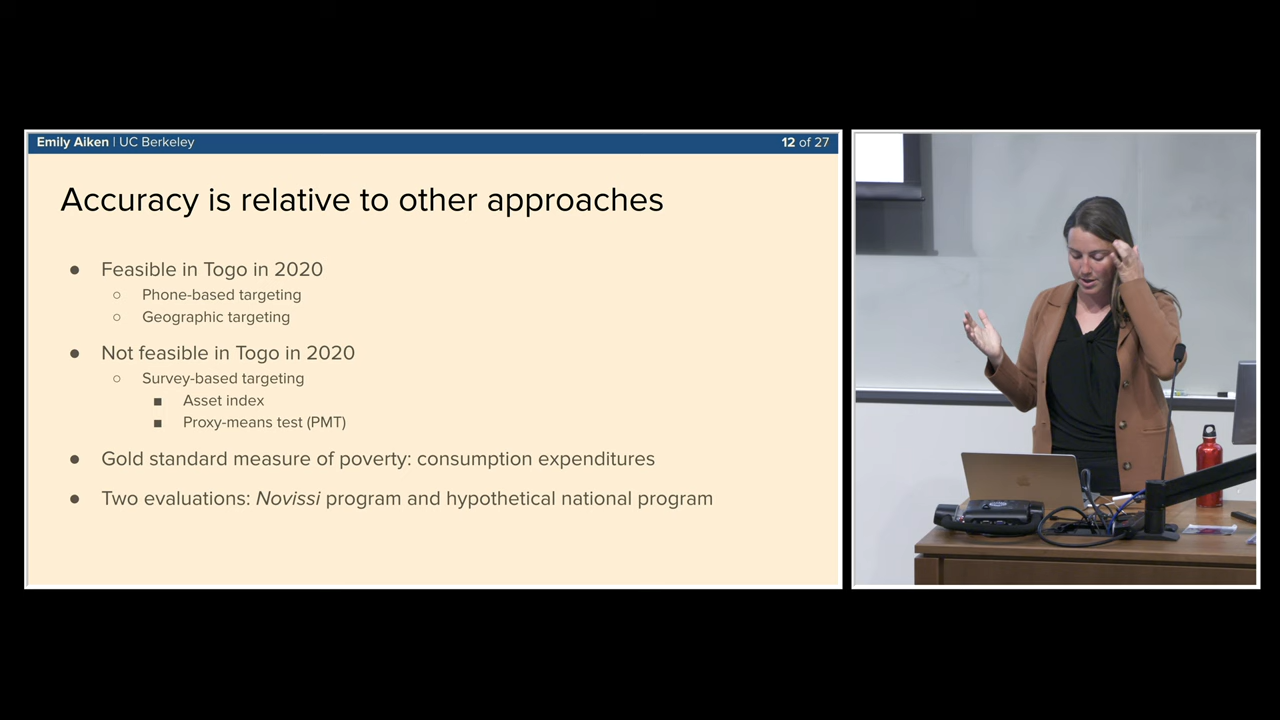 Emily Aiken | UC Berkeley
12 of 27
Accuracy is relative to other approaches
● Feasible in Togo in 2020
○ Phone-based targeting
○ Geographic targeting
● Not feasible in Togo in 2020
○ Survey-based targeting
■ Asset index
■ Proxy-means test (PMT)
● Gold standard measure of poverty: consumption expenditures
● Two evaluations: Novissi program and hypothetical national program